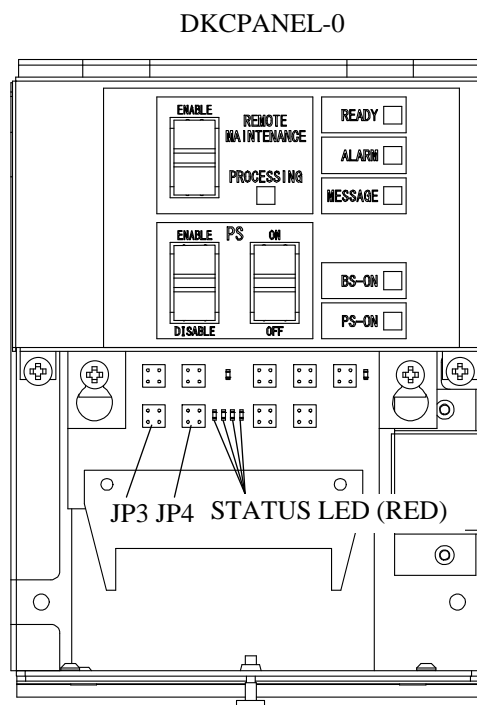 DKCPANEL-0
ENABLE
REMOTE
MAINTENANCE
PROCESSING
READY
ALARM
MESSAGE
ENABLE PS ON
DISABLE OFF
BS-ON
PS-ON
JP3 JP4 STATUS LED (RED)